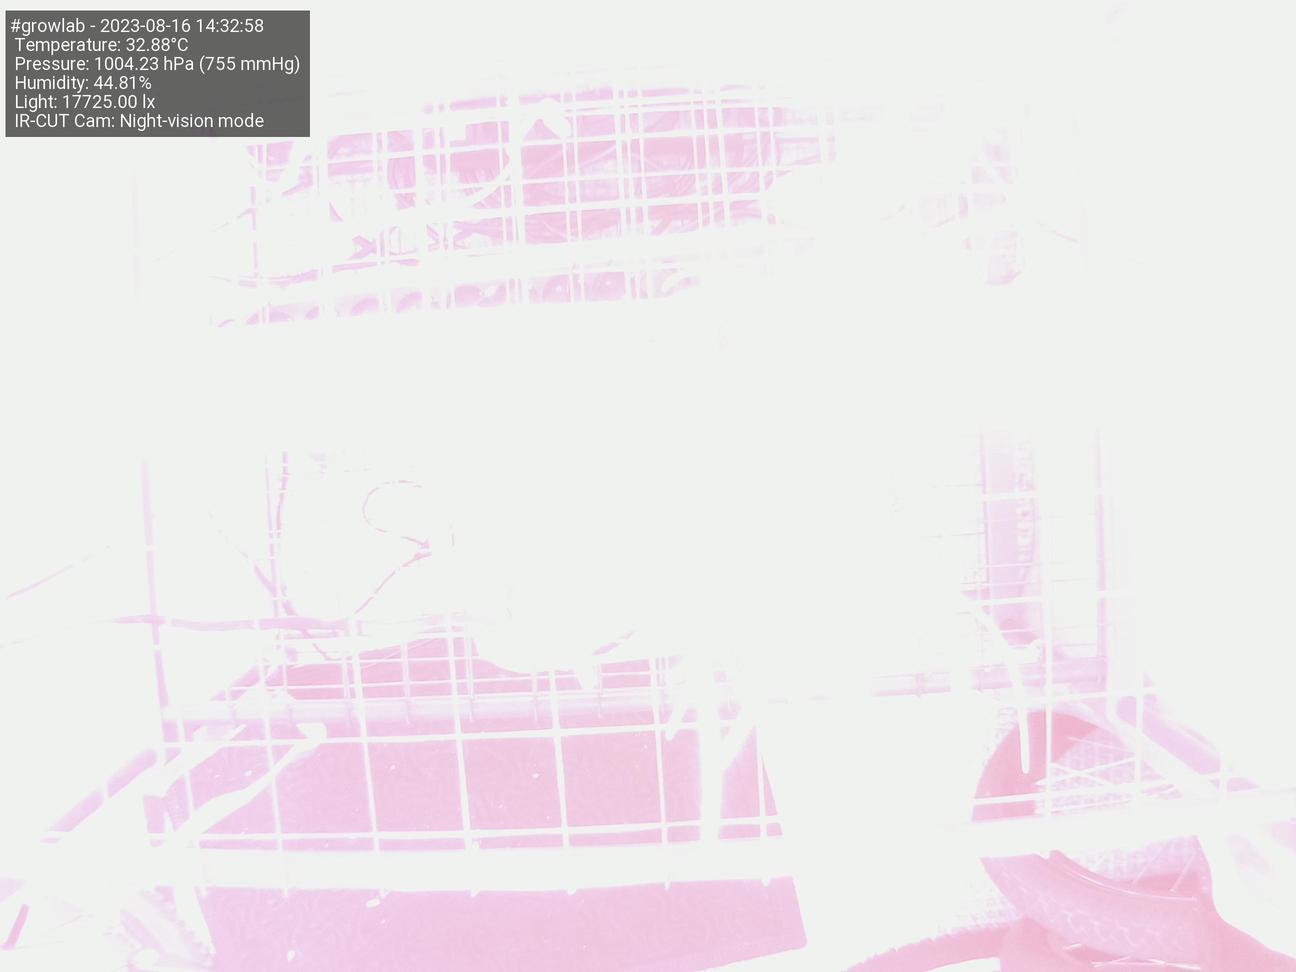 #growlab - 2023-08-16 14:32:58
Temperature: 32.88°C
Pressure: 1004.23 hPa (755 mmHg)
Humidity: 44.81%
Light: 17725.00 lx
IR-CUT Cam: Night-vision mode